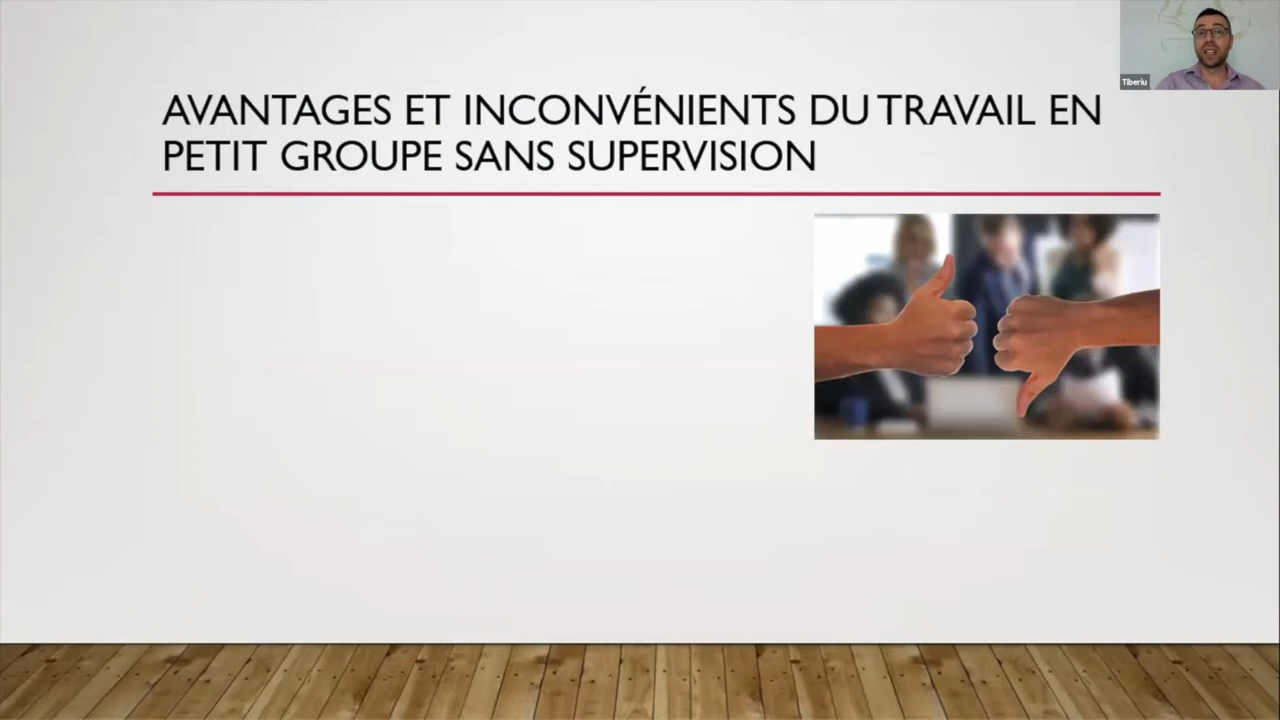 AVANTAGES ET INCONVÉNIENTS DU TRAVAIL EN
PETIT GROUPE SANS SUPERVISION
Tiberiu